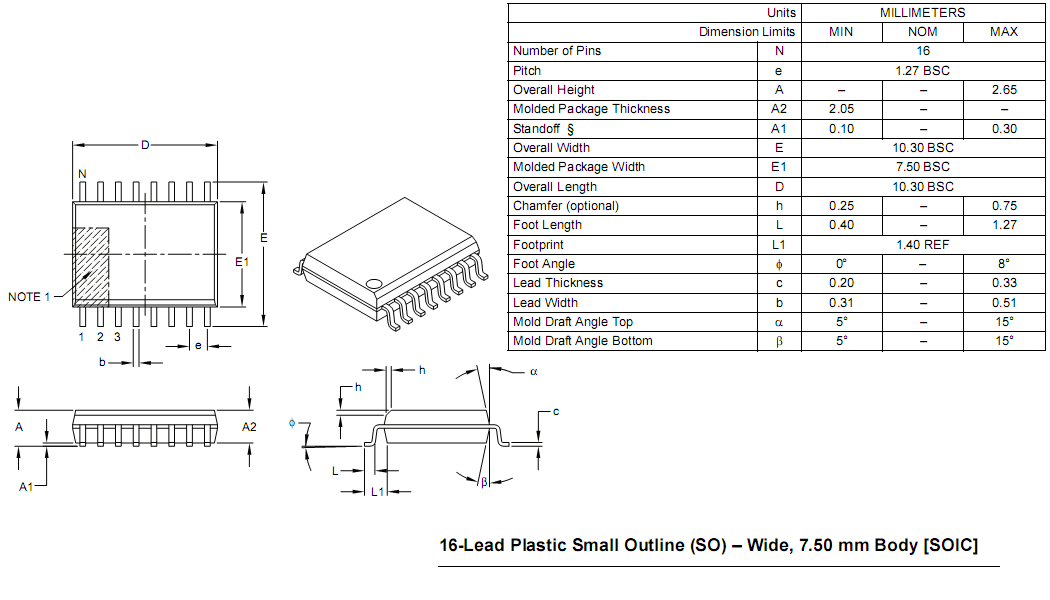 Units MILLIMETERS
Dimension Limits MIN NOM MAX
Number of Pins N 16
Pitch e 1.27 BSC
Overall Height A – – 2.65
Molded Package Thickness A2 2.05 – –
Standoff § A1 0.10 – 0.30
Overall Width E 10.30 BSC
Molded Package Width E1 7.50 BSC
Overall Length D 10.30 BSC
Chamfer (optional) h 0.25 – 0.75
Foot Length L 0.40 – 1.27
Footprint L1 1.40 REF
Foot Angle ϕ 0° – 8°
Lead Thickness c 0.20 – 0.33
Lead Width b 0.31 – 0.51
Mold Draft Angle Top α 5° – 15°
Mold Draft Angle Bottom β 5° – 15°
D
N
E
E1
NOTE 1
1 2 3
e
b
h
α
h
A
A2
ϕ
c
L
β
A1
L1
16-Lead Plastic Small Outline (SO) – Wide, 7.50 mm Body [SOIC]